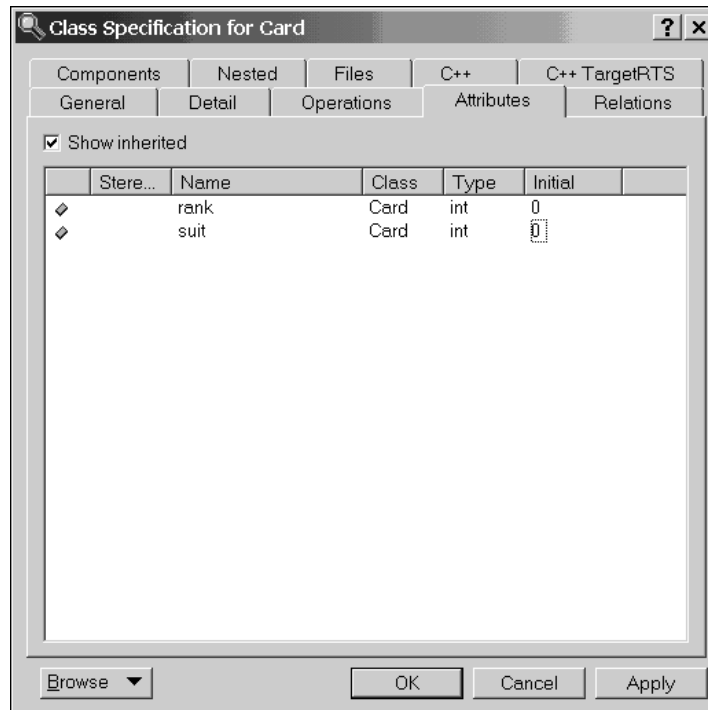 Class Specification for Card
Components Nested Files C++ C++ TargetRTS
General Detail Operations Attributes Relations
Show inherited
Stere... Name Class Type Initial
rank Card int 0
suit Card int 0
Browse OK Cancel Apply